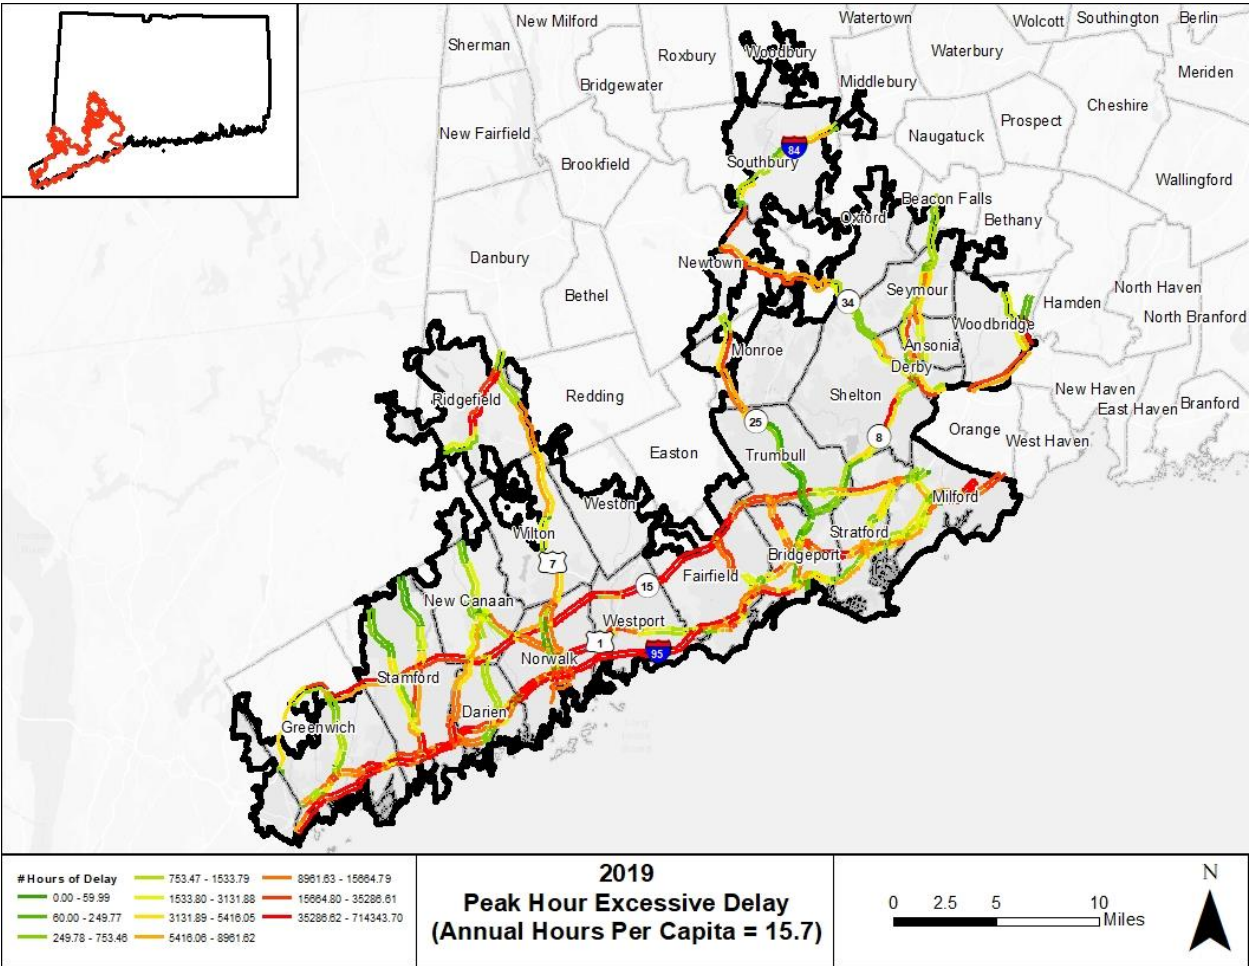 New Milford
Watertown
Wolcott
Southington
Berlin
Sherman
Roxbury
Woodbury
Waterbury
Bridgewater
Middlebury
Meriden
Cheshire
Prospect
New Fairfield
Naugatuck
84
Brookfield
Southbury
Wallingford
Beacon Falls
Oxford
Bethany
Danbury
Newtown
Bethel
Seymour
North Haven
Hamden
34
North Branford
Woodbridge
Ansonia
Monroe
Derby
New Haven
Redding
Shelton
Ridgefield
East Haven
Branford
25
Orange
8
West Haven
Easton
Trumbull
Milford
Weston
Wilton
Stratford
Bridgeport
7
Fairfield
15
New Canaan
Westport
1
95
Norwalk
Stamford
Darien
Greenwich
# Hours of Delay
0.00 - 59.99
60.00 - 249.77
249.78 - 753.46
753.47 - 1533.79
1533.80 - 3131.88
3131.89 - 5416.05
5416.06 - 8961.62
8961.63 - 15664.79
15664.80 - 35286.61
35286.62 - 714343.70
2019
Peak Hour Excessive Delay
(Annual Hours Per Capita = 15.7)
0 2.5 5 10
Miles
N